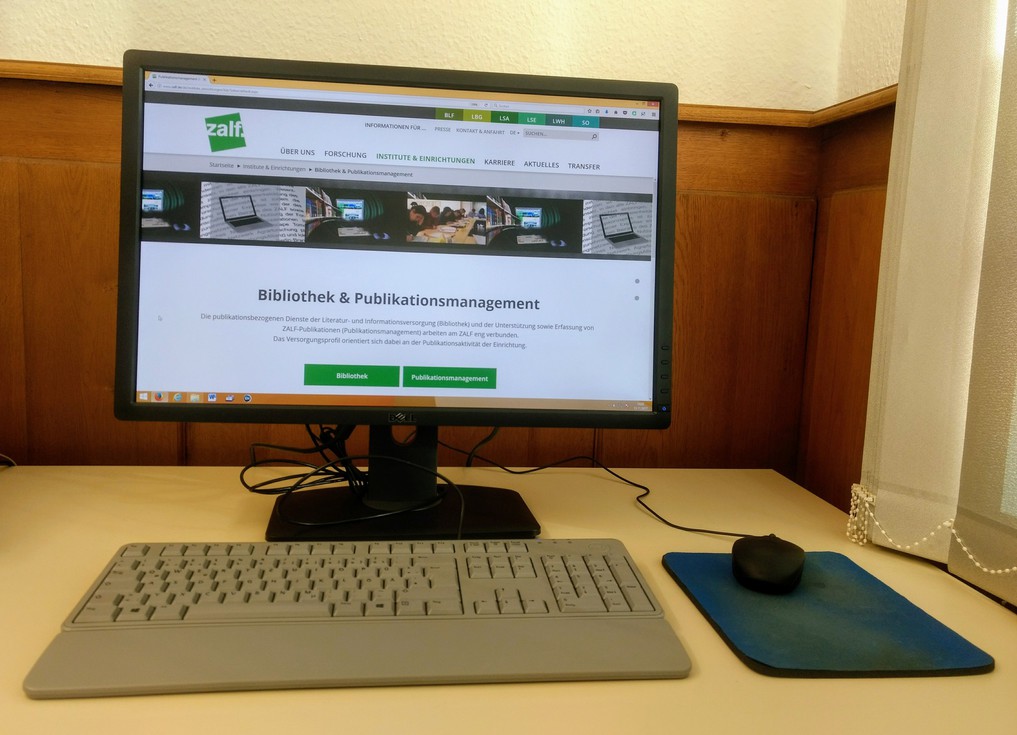 BLF LBG LSA LSE LWH SO
zalf
INFORMATIONEN FÜR... PRESSE KONTAKT & ANFAHRT DE SUCHEN...
ÜBER UNS FORSCHUNG INSTITUTE & EINRICHTUNGEN KARRIERE AKTUELLES TRANSFER
Startseite ▸ Institute & Einrichtungen ▸ Bibliothek & Publikationsmanagement
Bibliothek & Publikationsmanagement
Die publikationsbezogenen Dienste der Literatur- und Informationsversorgung (Bibliothek) und der Unterstützung sowie Erfassung von
ZALF-Publikationen (Publikationsmanagement) arbeiten am ZALF eng verbunden.
Das Versorgungsprofil orientiert sich dabei an der Publikationsaktivität der Einrichtung.
Bibliothek Publikationsmanagement
DELL